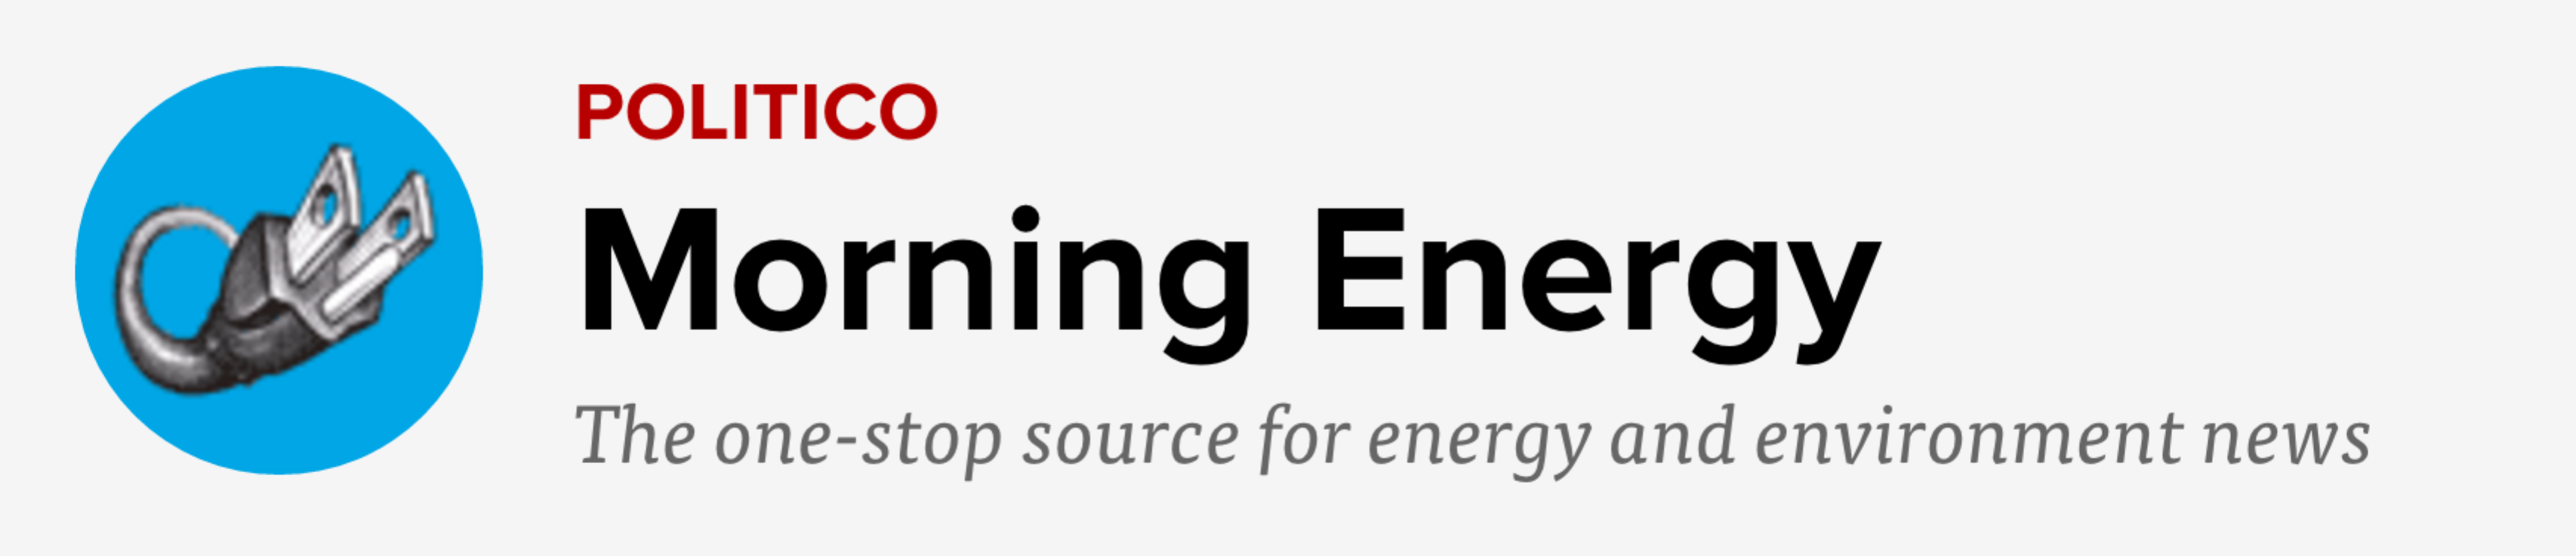 POLITICO
Morning Energy
The one-stop source for energy and environment news